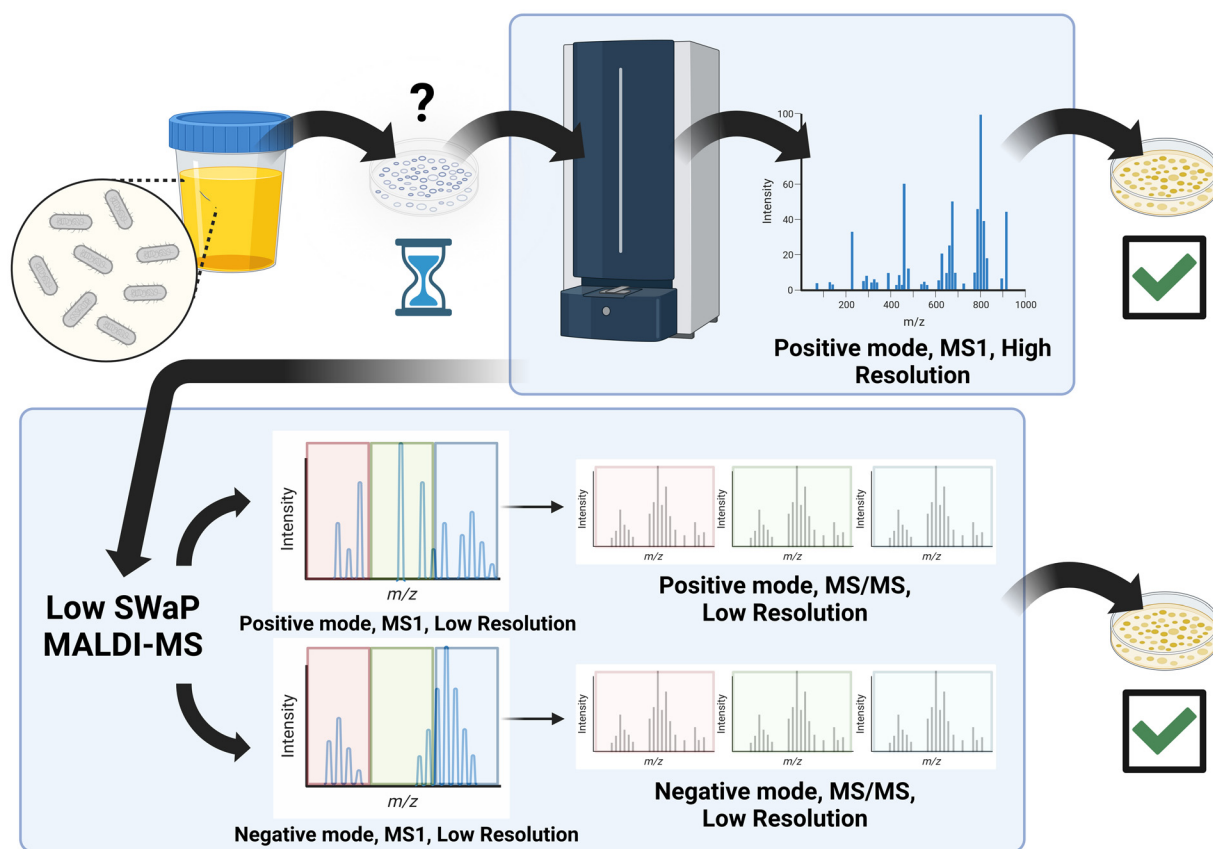 ?
100
60
40
20
0
Intensity
200
400
600
800
1000
m/z
Positive mode, MS1, High
Resolution
Low SWaP
MALDI-MS
Intensity
m/z
Positive mode, MS1, Low Resolution
Intensity
m/z
Intensity
m/z
Intensity
m/z
Positive mode, MS/MS,
Low Resolution
Intensity
m/z
Negative mode, MS1, Low Resolution
Intensity
m/z
Intensity
m/z
Intensity
m/z
Negative mode, MS/MS,
Low Resolution